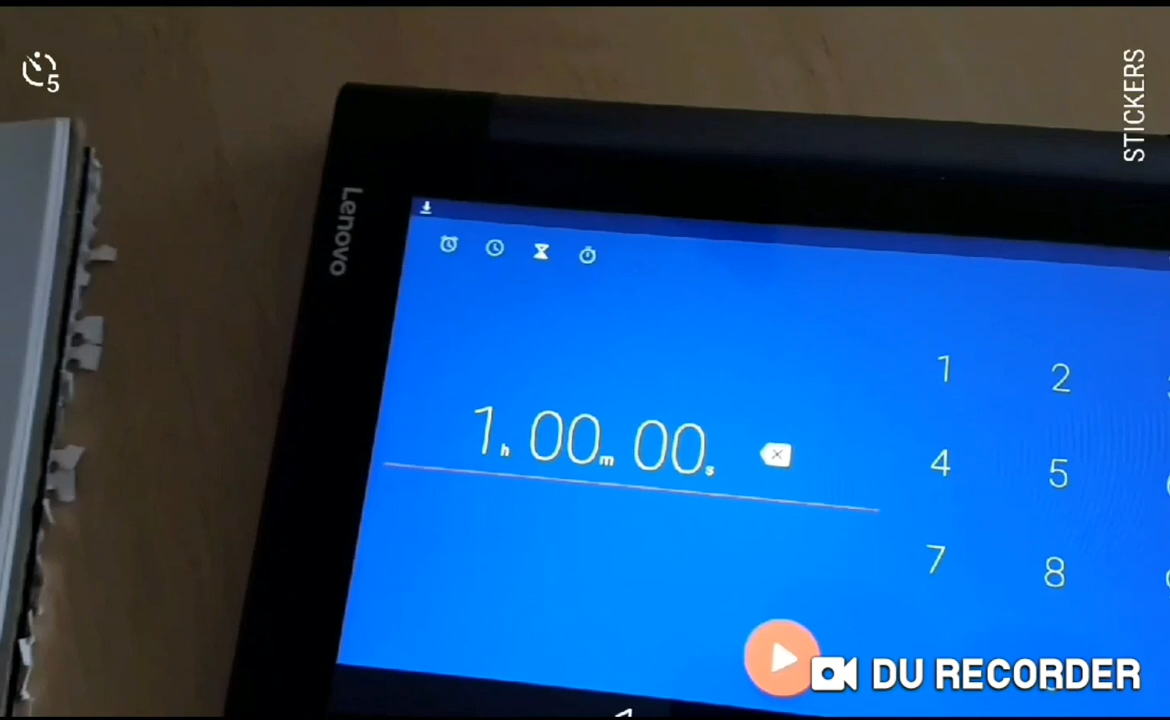 5
STICKERS
Lenovo
1h 00m 00s
1 2
4 5
7 8
DU RECORDER